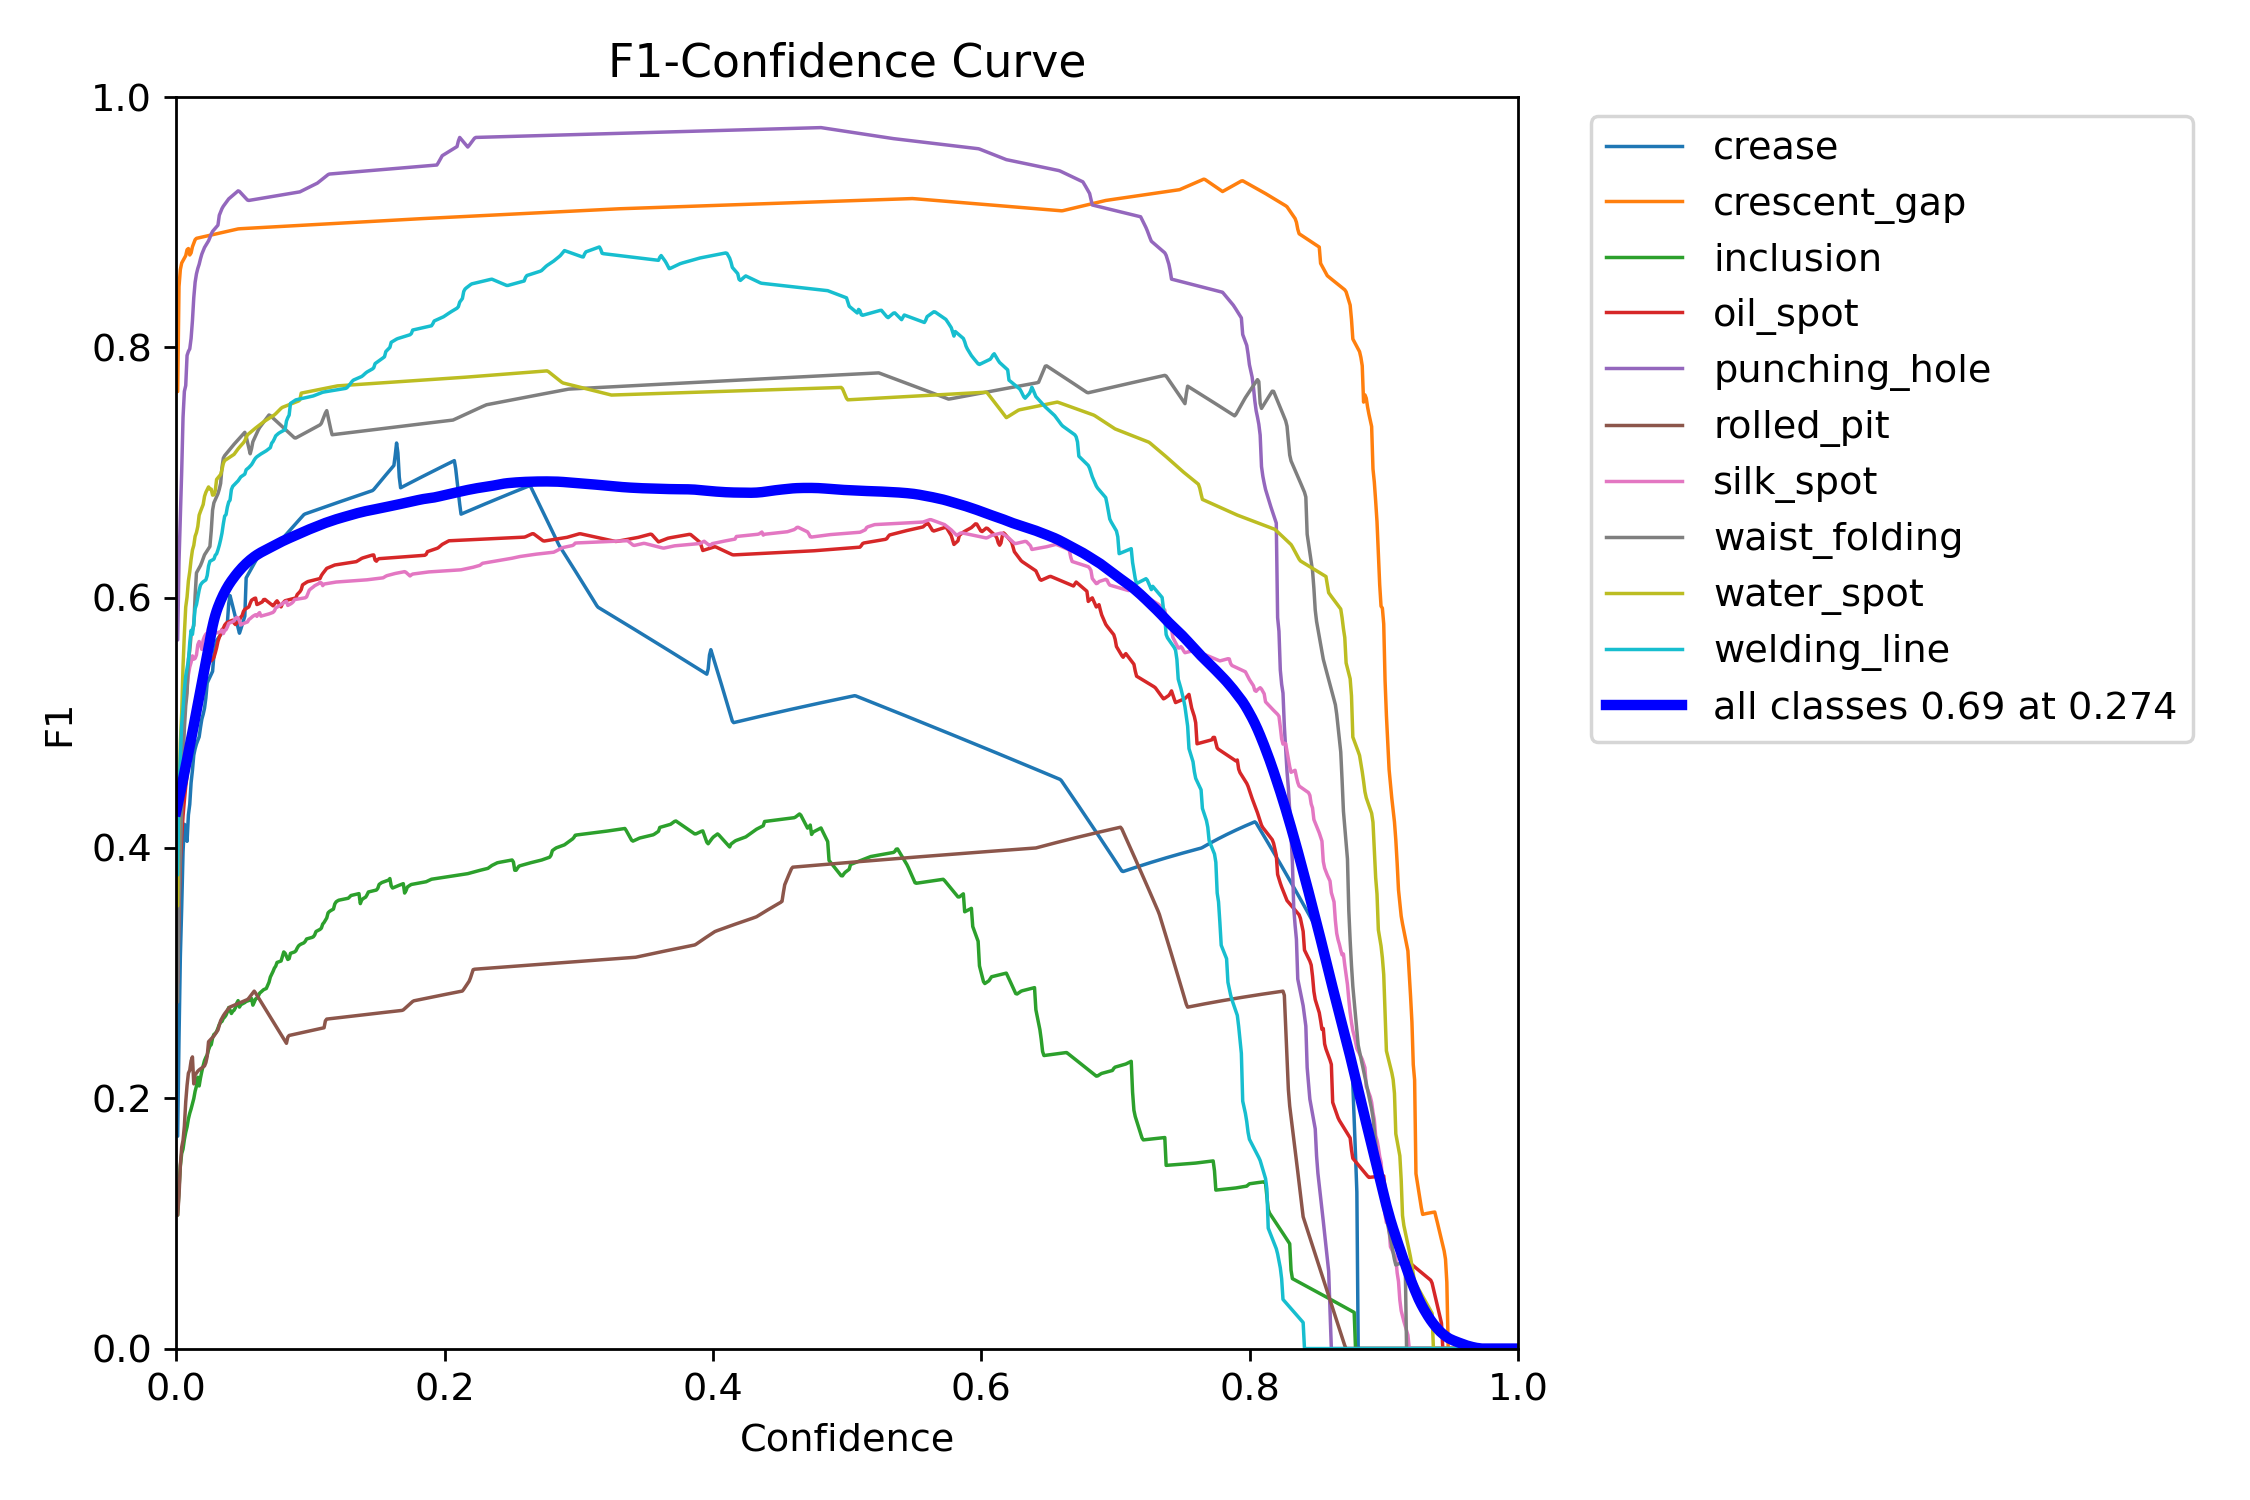 F1-Confidence Curve
1.0
0.8
0.6
0.4
0.2
0.0
F1
0.0 0.2 0.4 0.6 0.8 1.0
Confidence
crease
crescent_gap
inclusion
oil_spot
punching_hole
rolled_pit
silk_spot
waist_folding
water_spot
welding_line
all classes 0.69 at 0.274